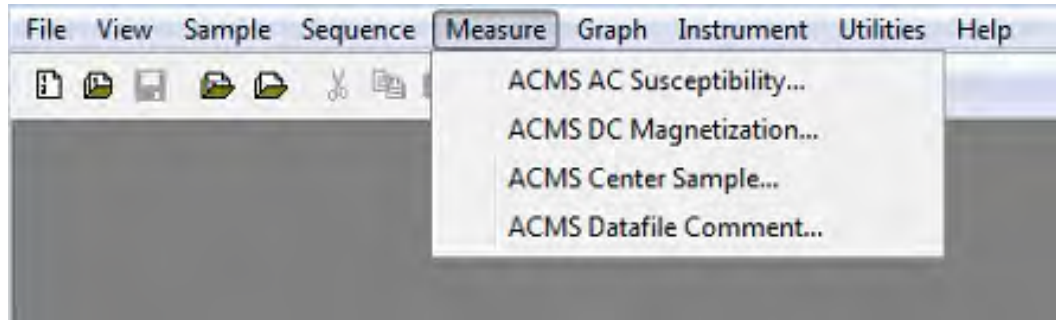 File View Sample Sequence Measure Graph Instrument Utilities Help
ACMS AC Susceptibility...
ACMS DC Magnetization...
ACMS Center Sample...
ACMS Datafile Comment...